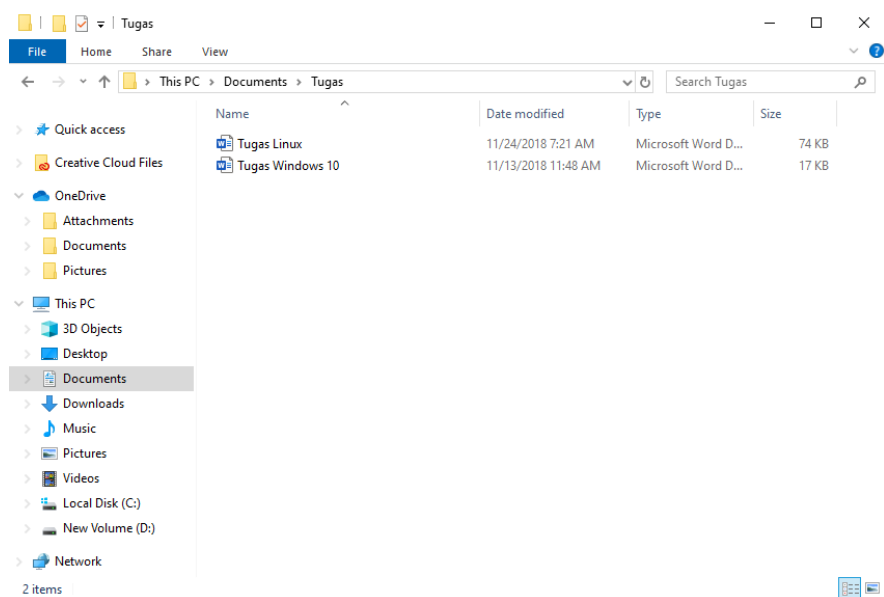 Tugas
File Home Share View
This PC > Documents > Tugas Search Tugas
Name Date modified Type Size
Quick access
Tugas Linux 11/24/2018 7:21 AM Microsoft Word D... 74 KB
Tugas Windows 10 11/13/2018 11:48 AM Microsoft Word D... 17 KB
Creative Cloud Files
OneDrive
Attachments
Documents
Pictures
This PC
3D Objects
Desktop
Documents
Downloads
Music
Pictures
Videos
Local Disk (C:)
New Volume (D:)
Network
2 items